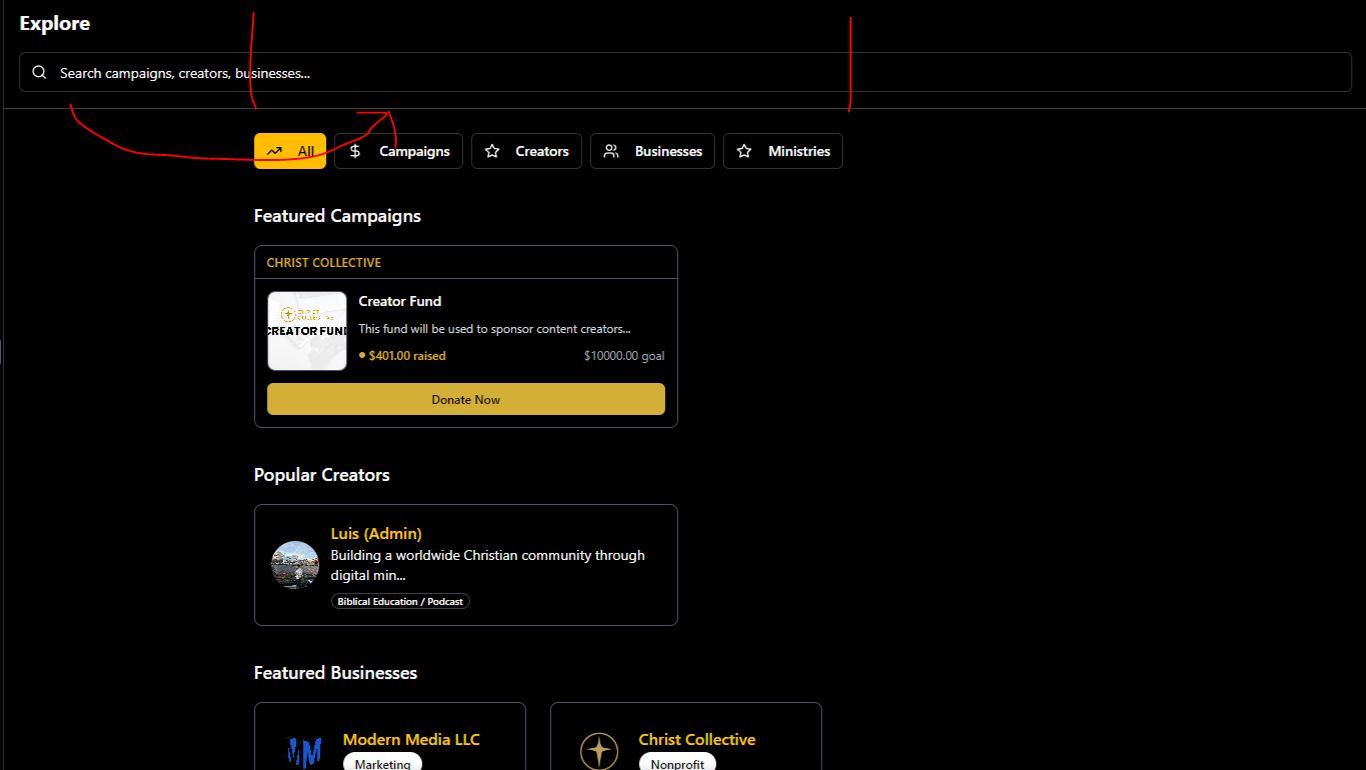 Explore
Search campaigns, creators, businesses...
All Campaigns Creators Businesses Ministries
Featured Campaigns
CHRIST COLLECTIVE
CREATOR FUND
Creator Fund
This fund will be used to sponsor content creators...
$401.00 raised $10000.00 goal
Donate Now
Popular Creators
Luis (Admin)
Building a worldwide Christian community through
digital min...
Biblical Education / Podcast
Featured Businesses
Modern Media LLC Christ Collective
Marketing Nonprofit